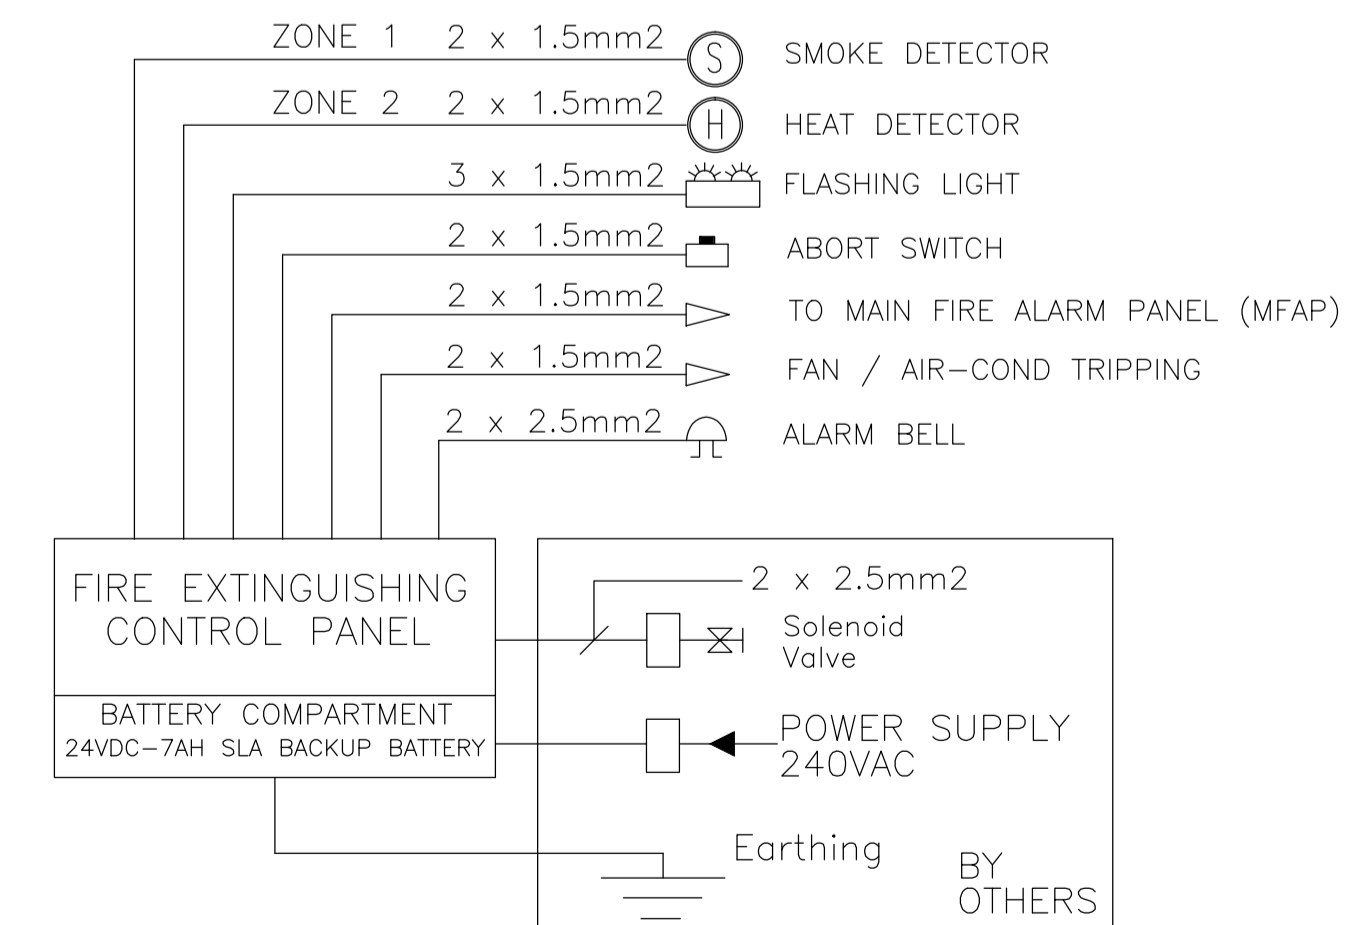 ZONE 1 2 x 1.5mm2 S SMOKE DETECTOR
ZONE 2 2 x 1.5mm2 H HEAT DETECTOR
3 x 1.5mm2 FLASHING LIGHT
2 x 1.5mm2 ABORT SWITCH
2 x 1.5mm2 TO MAIN FIRE ALARM PANEL (MFAP)
2 x 1.5mm2 FAN / AIR-COND TRIPPING
2 x 2.5mm2 ALARM BELL
FIRE EXTINGUISHING
CONTROL PANEL
BATTERY COMPARTMENT
24VDC-7AH SLA BACKUP BATTERY
2 x 2.5mm2
Solenoid
Valve
POWER SUPPLY
240VAC
Earthing
BY
OTHERS